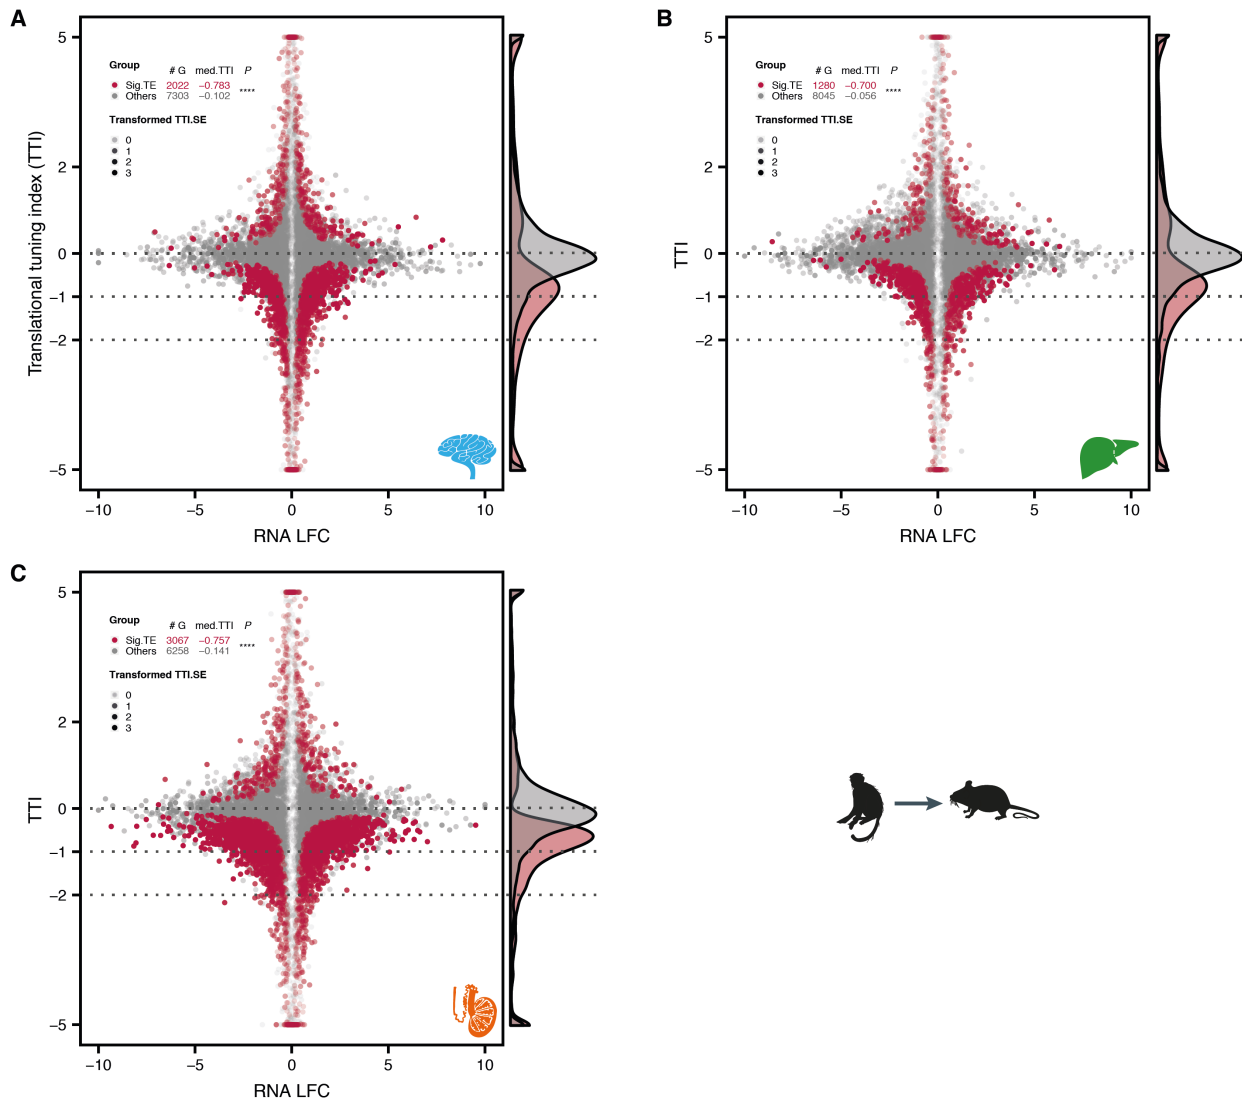 A
Translational tuning index (TTI)
5
2
0
−1
−2
−5
Group
# G med.TTI P
Sig.TE 2022 −0.783
Others 7303 −0.102
****
Transformed TTI.SE
0
1
2
3
−10 −5 0 5 10
RNA LFC
B
TTI
5
2
0
−1
−2
−5
Group
# G med.TTI P
Sig.TE 1280 −0.700
Others 8045 −0.056
****
Transformed TTI.SE
0
1
2
3
−10 −5 0 5 10
RNA LFC
C
TTI
5
2
0
−1
−2
−5
Group
# G med.TTI P
Sig.TE 3067 −0.757
Others 6258 −0.141
****
Transformed TTI.SE
0
1
2
3
−10 −5 0 5 10
RNA LFC